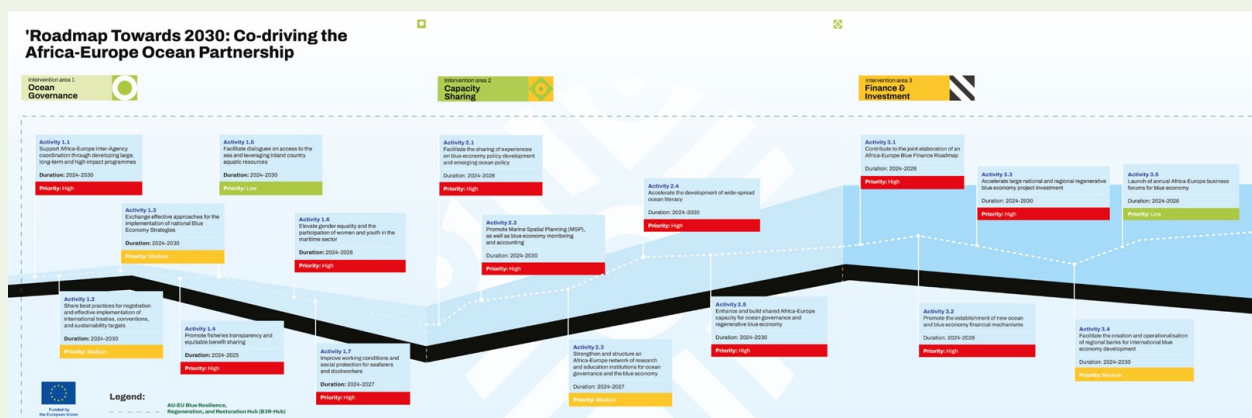 'Roadmap Towards 2030: Co-driving the
Africa-Europe Ocean Partnership
Intervention area 1
Ocean
Governance
Intervention area 2
Capacity
Sharing
Intervention area 3
Finance &
Investment
Activity 1.1
Support Africa-Europe Inter-Agency
coordination through developing large,
long-term and high impact programmes
Duration: 2024-2030
Priority: High
Activity 1.5
Facilitate dialogues on access to the
sea and leveraging inland country
aquatic resources
Duration: 2024-2030
Priority: Low
Activity 1.3
Exchange effective approaches for the
implementation of national Blue
Economy Strategies
Duration: 2024-2030
Priority: Medium
Activity 1.6
Elevate gender equality and the
participation of women and youth in the
maritime sector
Duration: 2024-2028
Priority: High
Activity 1.2
Share best practices for negotiation
and effective implementation of
international treaties, conventions,
and sustainability targets
Duration: 2024-2030
Priority: Medium
Activity 1.4
Promote fisheries transparency and
equitable benefit sharing
Duration: 2024-2025
Priority: High
Activity 1.7
Improve working conditions and
social protection for seafarers
and dockworkers
Duration: 2024-2027
Priority: High
Activity 2.1
Facilitate the sharing of experiences
on blue economy policy development
and emerging ocean policy
Duration: 2024-2028
Priority: High
Activity 2.2
Promote Marine Spatial Planning (MSP),
as well as blue economy monitoring
and accounting
Duration: 2024-2030
Priority: High
Activity 2.4
Accelerate the development of wide-spread
ocean literacy
Duration: 2024-2030
Priority: High
Activity 2.3
Strengthen and structure an
Africa-Europe network of research
and education institutions for ocean
governance and the blue economy
Duration: 2024-2027
Priority: Medium
Activity 2.5
Enhance and build shared Africa-Europe
capacity for ocean governance and
regenerative blue economy
Duration: 2024-2030
Priority: High
Activity 3.1
Contribute to the joint elaboration of an
Africa-Europe Blue Finance Roadmap
Duration: 2024-2026
Priority: High
Activity 3.3
Accelerate large national and regional regenerative
blue economy project investment
Duration: 2024-2030
Priority: High
Activity 3.5
Launch of annual Africa-Europe business
forums for blue economy
Duration: 2024-2026
Priority: Low
Activity 3.2
Promote the establishment of new ocean
and blue economy financial mechanisms
Duration: 2024-2028
Priority: High
Activity 3.4
Facilitate the creation and operationalisation
of regional banks for international blue
economy development
Duration: 2024-2030
Priority: Medium
Funded by
the European Union
Legend:
AU-EU Blue Resilience,
Regeneration, and Restoration Hub (B3R-Hub)